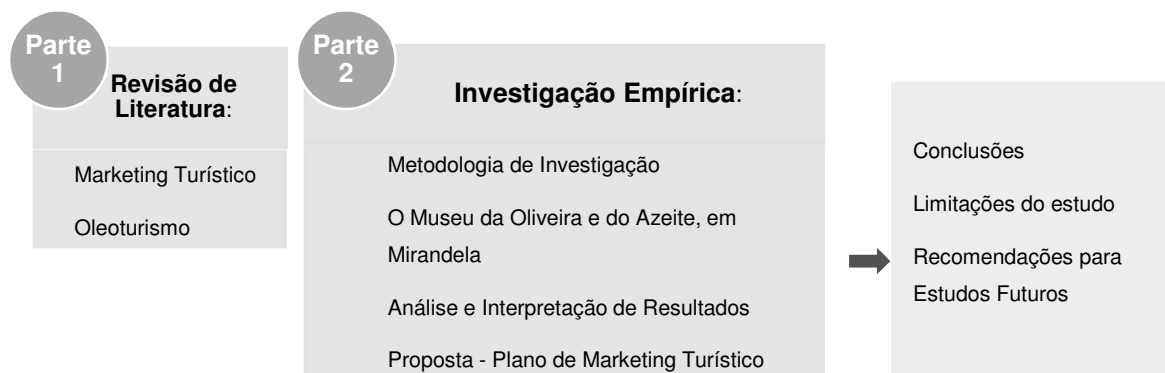 Parte
1
Revisão de
Literatura:
Marketing Turístico
Oleoturismo
Parte
2
Investigação Empírica:
Metodologia de Investigação
O Museu da Oliveira e do Azeite, em
Mirandela
Análise e Interpretação de Resultados
Proposta - Plano de Marketing Turístico
Conclusões
Limitações do estudo
Recomendações para
Estudos Futuros